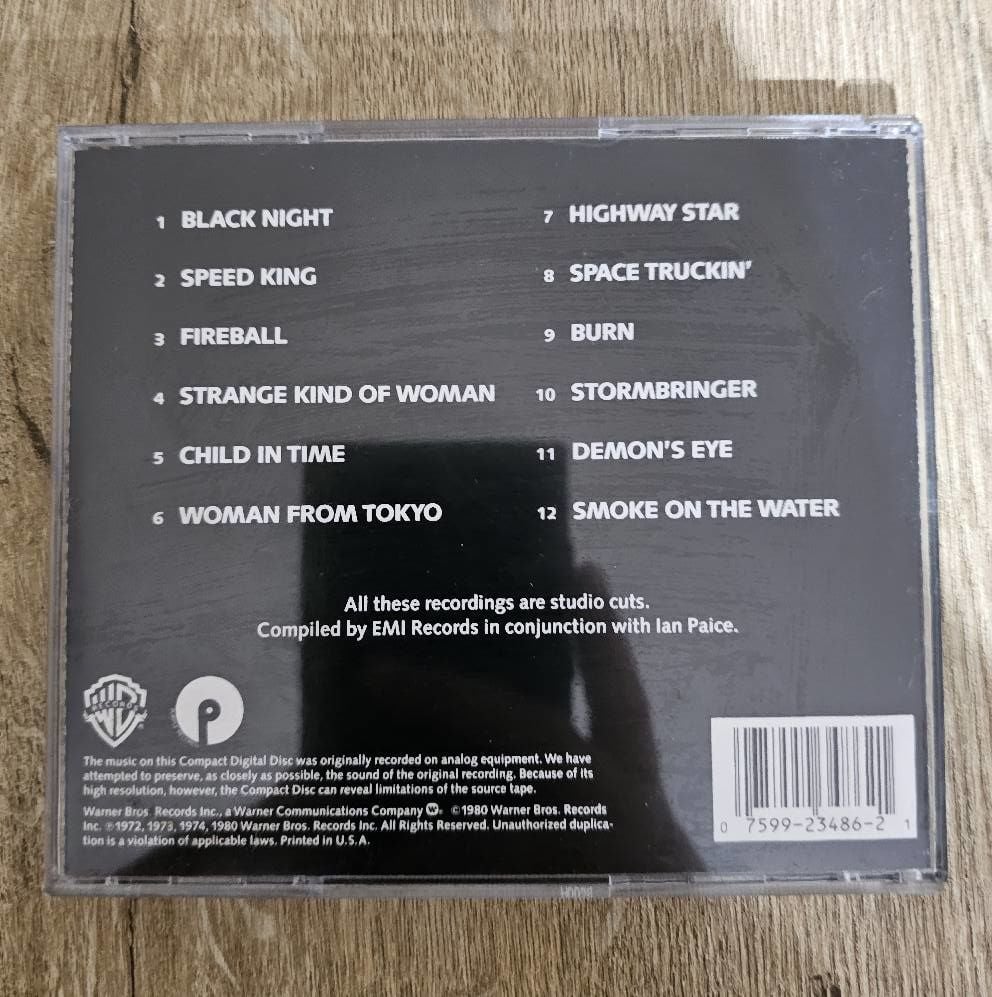 1 BLACK NIGHT
2 SPEED KING
3 FIREBALL
4 STRANGE KIND OF WOMAN
5 CHILD IN TIME
6 WOMAN FROM TOKYO
7 HIGHWAY STAR
8 SPACE TRUCKIN'
9 BURN
10 STORMBRINGER
11 DEMON'S EYE
12 SMOKE ON THE WATER
All these recordings are studio cuts.
Compiled by EMI Records in conjunction with Ian Paice.
RECORDS
The music on this Compact Digital Disc was originally recorded on analog equipment. We have
attempted to preserve, as closely as possible, the sound of the original recording. Because of its
high resolution, however, the Compact Disc can reveal limitations of the source tape.
Warner Bros. Records Inc., a Warner Communications Company ©1980 Warner Bros. Records
Inc. ℗1972, 1973, 1974, 1980 Warner Bros. Records Inc. All Rights Reserved. Unauthorized duplica-
tion is a violation of applicable laws. Printed in U.S.A.
0 7599-23486-2 1